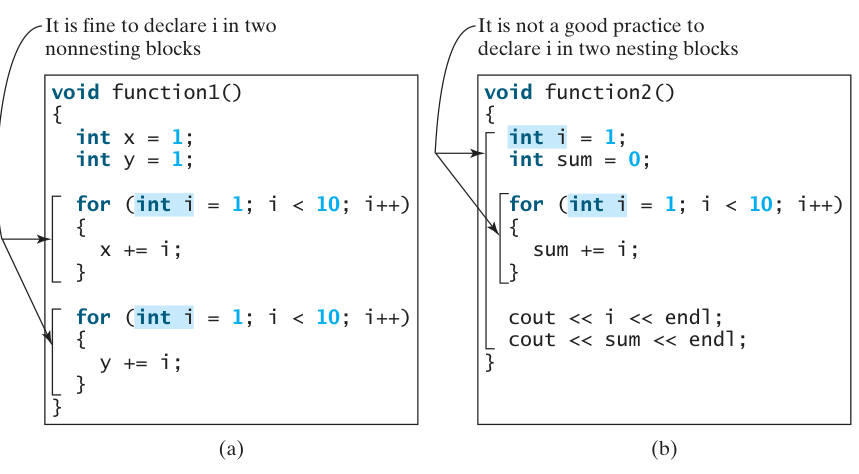 It is fine to declare i in two
nonnesting blocks
void function1()
{
  int x = 1;
  int y = 1;
  for (int i = 1; i < 10; i++)
  {
    x += i;
  }
  for (int i = 1; i < 10; i++)
  {
    y += i;
  }
}
(a)
It is not a good practice to
declare i in two nesting blocks
void function2()
{
  int i = 1;
  int sum = 0;
  for (int i = 1; i < 10; i++)
  {
    sum += i;
  }
  cout << i << endl;
  cout << sum << endl;
}
(b)